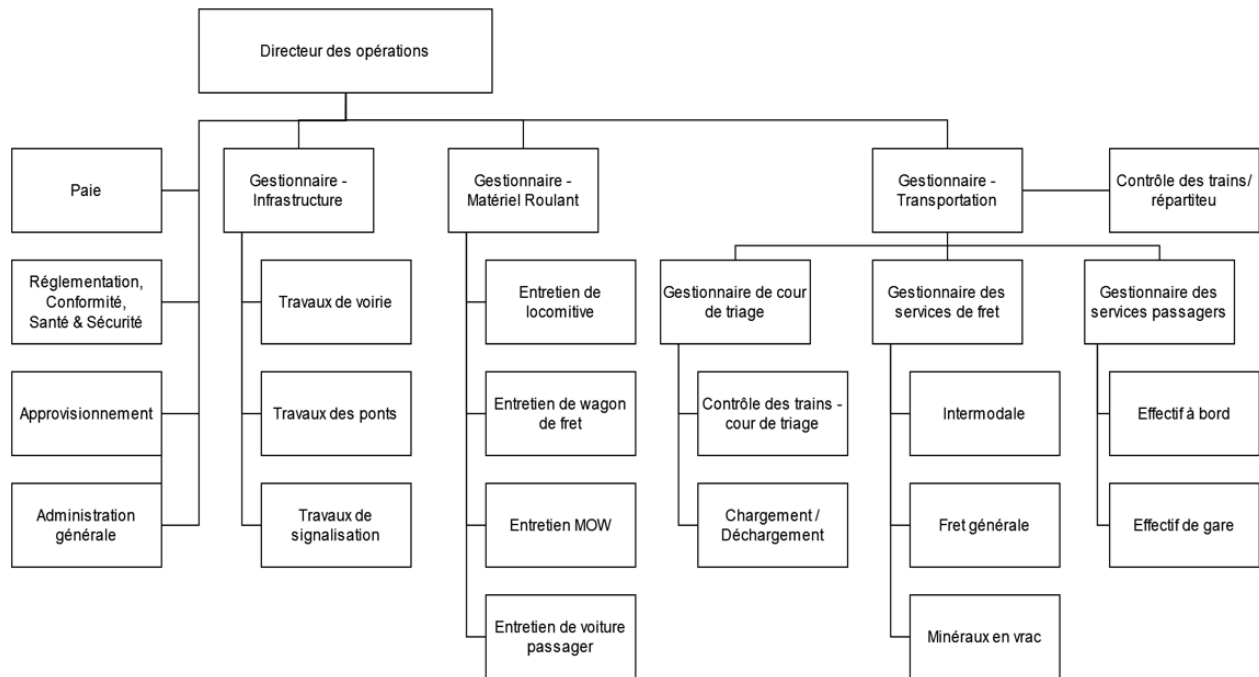 Directeur des opérations
Paie
Gestionnaire -
Infrastructure
Gestionnaire -
Matériel Roulant
Gestionnaire -
Transportation
Contrôle des trains/
répartiteu
Réglementation,
Conformité,
Santé & Sécurité
Travaux de voirie
Entretien de
locomitive
Gestionnaire de cour
de triage
Gestionnaire des
services de fret
Gestionnaire des
services passagers
Approvisionnement
Travaux des ponts
Entretien de wagon
de fret
Contrôle des trains -
cour de triage
Intermodale
Effectif à bord
Administration
générale
Travaux de
signalisation
Entretien MOW
Chargement /
Déchargement
Fret générale
Effectif de gare
Entretien de voiture
passager
Minéraux en vrac